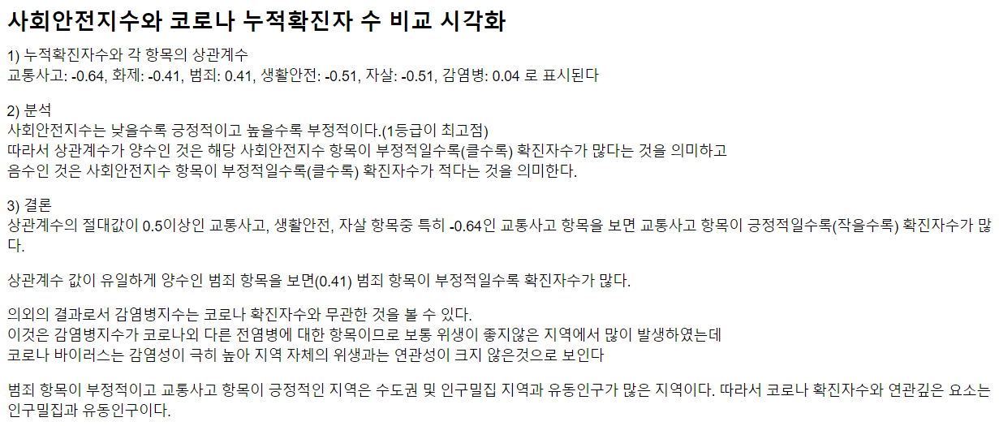 사회안전지수와 코로나 누적확진자 수 비교 시각화
1) 누적확진자수와 각 항목의 상관계수
교통사고: -0.64, 화제: -0.41, 범죄: 0.41, 생활안전: -0.51, 자살: -0.51, 감염병: 0.04 로 표시된다
2) 분석
사회안전지수는 낮을수록 긍정적이고 높을수록 부정적이다.(1등급이 최고점)
따라서 상관계수가 양수인 것은 해당 사회안전지수 항목이 부정적일수록(클수록) 확진자수가 많다는 것을 의미하고
음수인 것은 사회안전지수 항목이 부정적일수록(클수록) 확진자수가 적다는 것을 의미한다.
3) 결론
상관계수의 절대값이 0.5이상인 교통사고, 생활안전, 자살 항목중 특히 -0.64인 교통사고 항목을 보면 교통사고 항목이 긍정적일수록(작을수록) 확진자수가 많
다.
상관계수 값이 유일하게 양수인 범죄 항목을 보면(0.41) 범죄 항목이 부정적일수록 확진자수가 많다.
의외의 결과로서 감염병지수는 코로나 확진자수와 무관한 것을 볼 수 있다.
이것은 감염병지수가 코로나외 다른 전염병에 대한 항목이므로 보통 위생이 좋지않은 지역에서 많이 발생하였는데
코로나 바이러스는 감염성이 극히 높아 지역 자체의 위생과는 연관성이 크지 않은것으로 보인다
범죄 항목이 부정적이고 교통사고 항목이 긍정적인 지역은 수도권 및 인구밀집 지역과 유동인구가 많은 지역이다. 따라서 코로나 확진자수와 연관깊은 요소는
인구밀집과 유동인구이다.